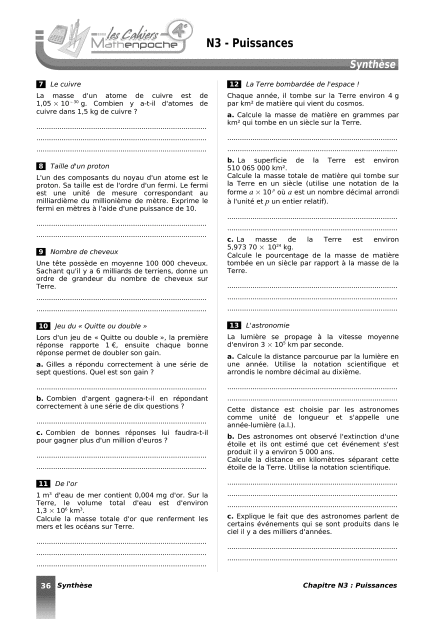 les Cahiers
Mathenpoche
4e
N3 - Puissances
Synthèse
7 Le cuivre
La masse d'un atome de cuivre est de
1,05 × 10⁻³⁰ g. Combien y a-t-il d'atomes de
cuivre dans 1,5 kg de cuivre ?
8 Taille d'un proton
L'un des composants du noyau d'un atome est le
proton. Sa taille est de l'ordre d'un fermi. Le fermi
est une unité de mesure correspondant au
milliardième du millionième de mètre. Exprime le
fermi en mètres à l'aide d'une puissance de 10.
9 Nombre de cheveux
Une tête possède en moyenne 100 000 cheveux.
Sachant qu'il y a 6 milliards de terriens, donne un
ordre de grandeur du nombre de cheveux sur
Terre.
10 Jeu du « Quitte ou double »
Lors d'un jeu de « Quitte ou double », la première
réponse rapporte 1 €, ensuite chaque bonne
réponse permet de doubler son gain.
a. Gilles a répondu correctement à une série de
sept questions. Quel est son gain ?
b. Combien d'argent gagnera-t-il en répondant
correctement à une série de dix questions ?
c. Combien de bonnes réponses lui faudra-t-il
pour gagner plus d'un million d'euros ?
11 De l'or
1 m³ d'eau de mer contient 0,004 mg d'or. Sur la
Terre, le volume total d'eau est d'environ
1,3 × 10⁶ km³.
Calcule la masse totale d'or que renferment les
mers et les océans sur Terre.
12 La Terre bombardée de l'espace !
Chaque année, il tombe sur la Terre environ 4 g
par km² de matière qui vient du cosmos.
a. Calcule la masse de matière en grammes par
km² qui tombe en un siècle sur la Terre.
b. La superficie de la Terre est environ
510 065 000 km².
Calcule la masse totale de matière qui tombe sur
la Terre en un siècle (utilise une notation de la
forme a × 10ᵖ où a est un nombre décimal arrondi
à l'unité et p un entier relatif).
c. La masse de la Terre est environ
5,973 70 × 10²⁴ kg.
Calcule le pourcentage de la masse de matière
tombée en un siècle par rapport à la masse de la
Terre.
13 L'astronomie
La lumière se propage à la vitesse moyenne
d'environ 3 × 10⁵ km par seconde.
a. Calcule la distance parcourue par la lumière en
une année. Utilise la notation scientifique et
arrondis le nombre décimal au dixième.
Cette distance est choisie par les astronomes
comme unité de longueur et s'appelle une
année-lumière (a.l.).
b. Des astronomes ont observé l'extinction d'une
étoile et ils ont estimé que cet événement s'est
produit il y a environ 5 000 ans.
Calcule la distance en kilomètres séparant cette
étoile de la Terre. Utilise la notation scientifique.
c. Explique le fait que des astronomes parlent de
certains événements qui se sont produits dans le
ciel il y a des milliers d'années.
36 Synthèse
Chapitre N3 : Puissances